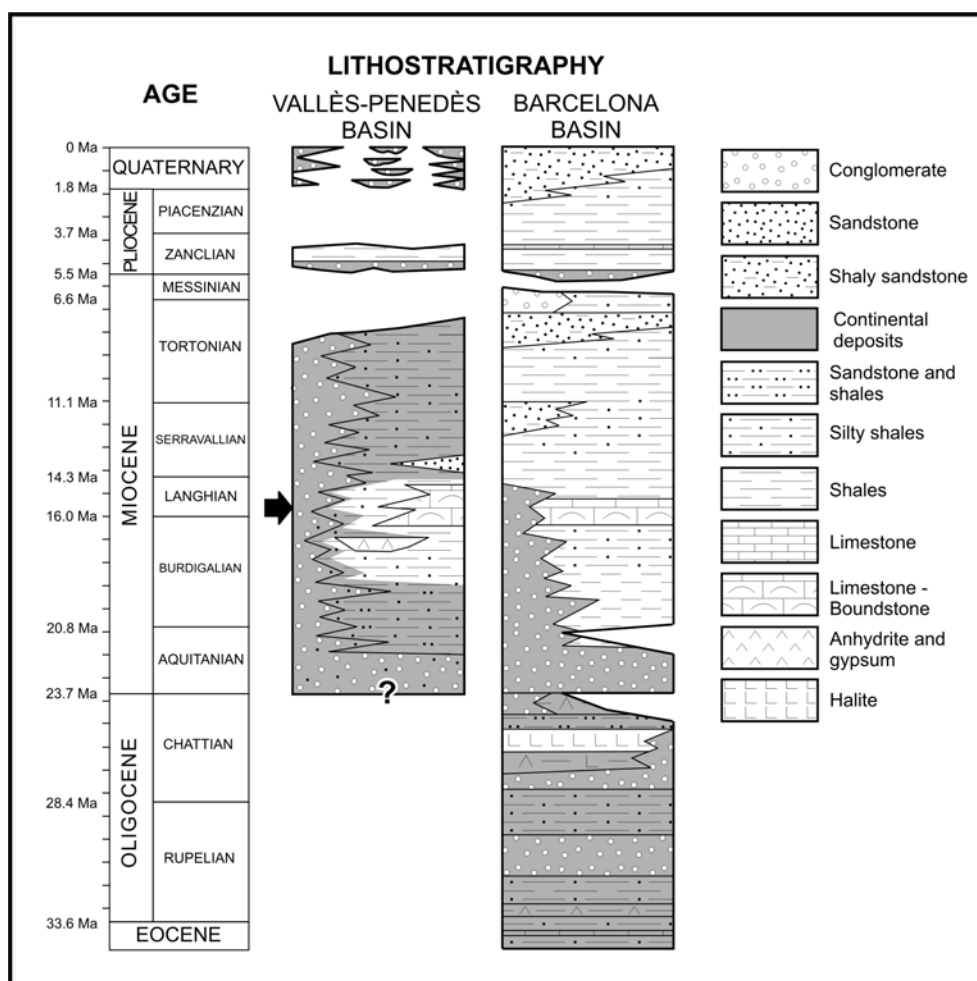 LITHOSTRATIGRAPHY
AGE
VALLÈS-PENEDÈS
BASIN
BARCELONA
BASIN
0 Ma
QUATERNARY
1.8 Ma
PLIOCENE
PIACENZIAN
3.7 Ma
ZANCLIAN
5.5 Ma
MIOCENE
MESSINIAN
6.6 Ma
TORTONIAN
11.1 Ma
SERRAVALLIAN
14.3 Ma
LANGHIAN
16.0 Ma
BURDIGALIAN
20.8 Ma
AQUITANIAN
23.7 Ma
?
OLIGOCENE
CHATTIAN
28.4 Ma
RUPELIAN
33.6 Ma
EOCENE
Conglomerate
Sandstone
Shaly sandstone
Continental
deposits
Sandstone and
shales
Silty shales
Shales
Limestone
Limestone -
Boundstone
Anhydrite and
gypsum
Halite